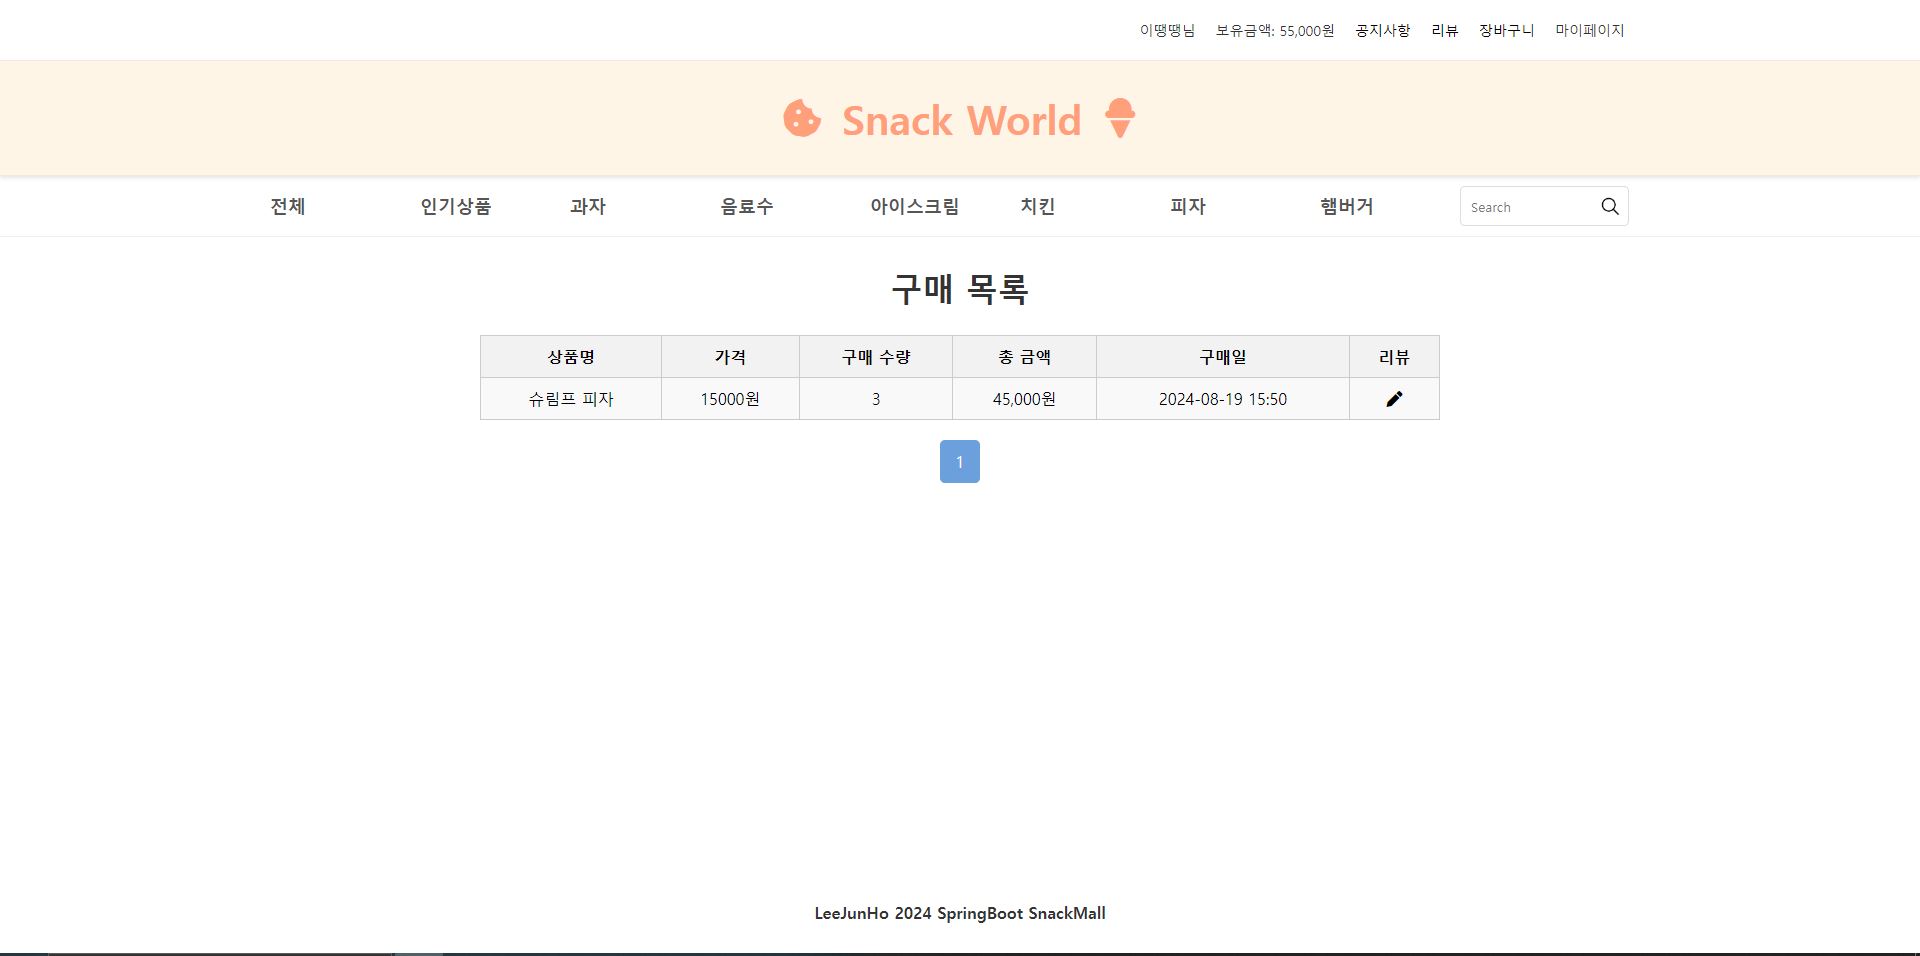 이땡땡님 보유금액: 55,000원 공지사항 리뷰 장바구니 마이페이지
Snack World
전체 인기상품 과자 음료수 아이스크림 치킨 피자 햄버거 Search
구매 목록
상품명 가격 구매 수량 총 금액 구매일 리뷰
슈림프 피자 15000원 3 45,000원 2024-08-19 15:50
1
LeeJunHo 2024 SpringBoot SnackMall